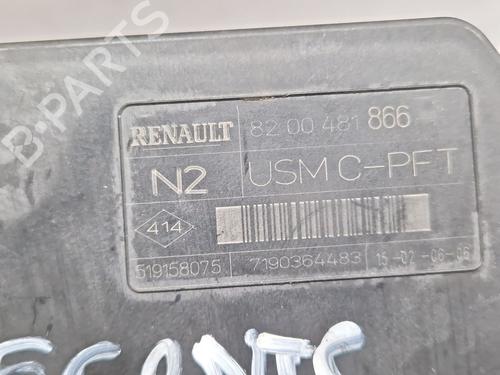 B-PARTS
RENAULT 82 00 481 866
N2 USM C-PFT
414
519158075 7190364483 15-02-06-06